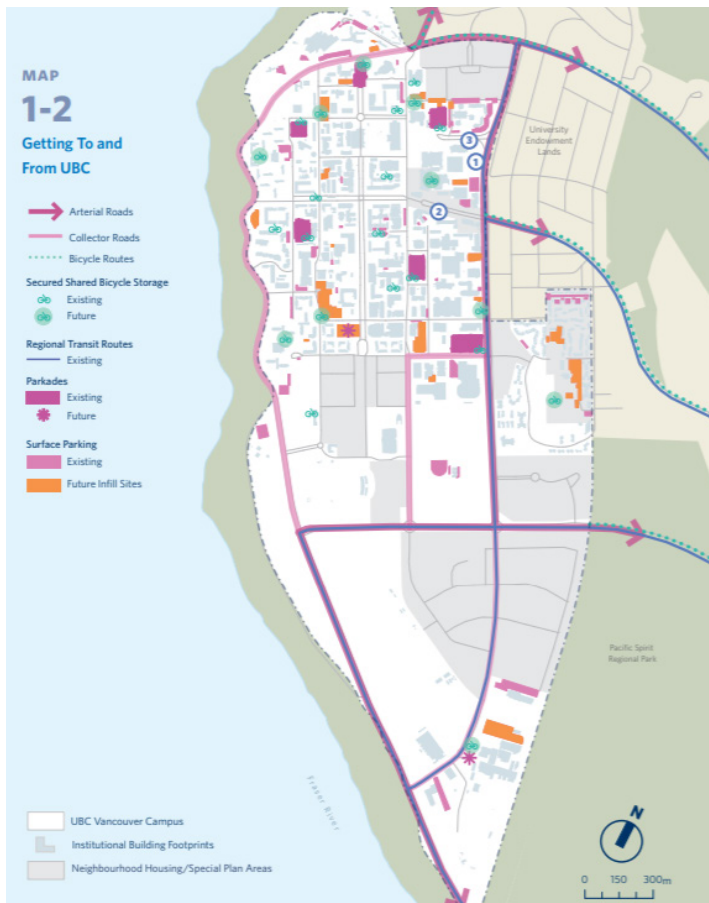 MAP
1-2
Getting To and
From UBC
Arterial Roads
Collector Roads
Bicycle Routes
Secured Shared Bicycle Storage
Existing
Future
Regional Transit Routes
Existing
Parkades
Existing
Future
Surface Parking
Existing
Future Infill Sites
University
Endowment
Lands
3
1
2
Pacific Spirit
Regional Park
Fraser River
UBC Vancouver Campus
Institutional Building Footprints
Neighbourhood Housing/Special Plan Areas
N
0 150 300m